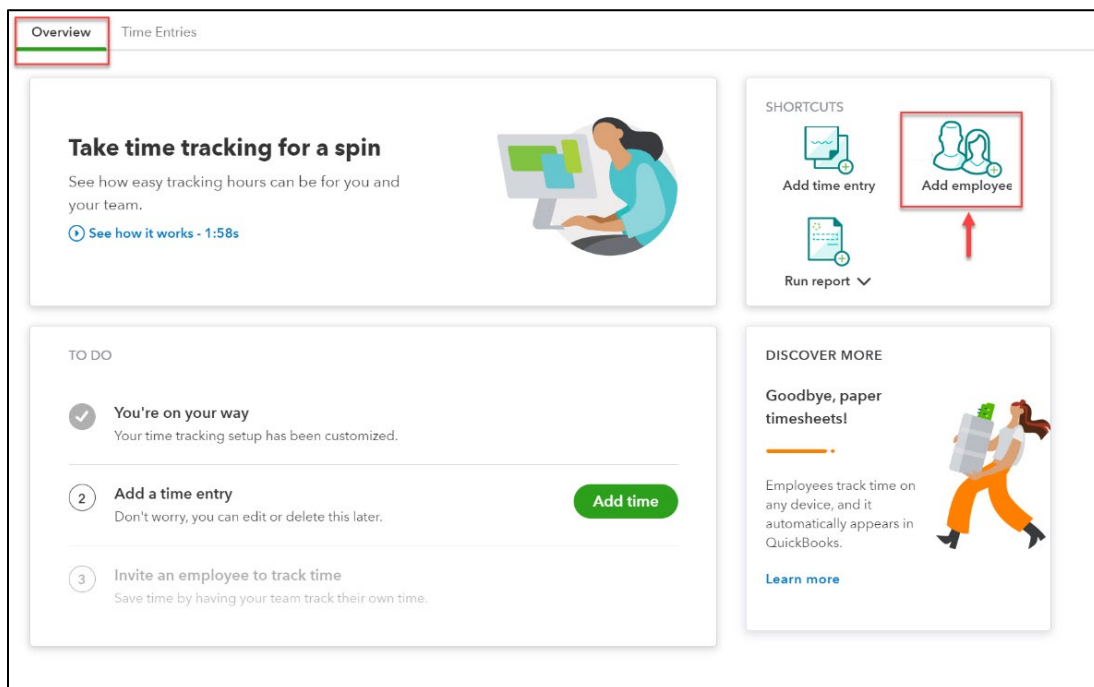 Overview
Time Entries
Take time tracking for a spin
See how easy tracking hours can be for you and
your team.
See how it works - 1:58s
SHORTCUTS
Add time entry
Add employee
Run report
TO DO
You're on your way
Your time tracking setup has been customized.
2
Add a time entry
Don't worry, you can edit or delete this later.
Add time
3
Invite an employee to track time
Save time by having your team track their own time.
DISCOVER MORE
Goodbye, paper
timesheets!
Employees track time on
any device, and it
automatically appears in
QuickBooks.
Learn more